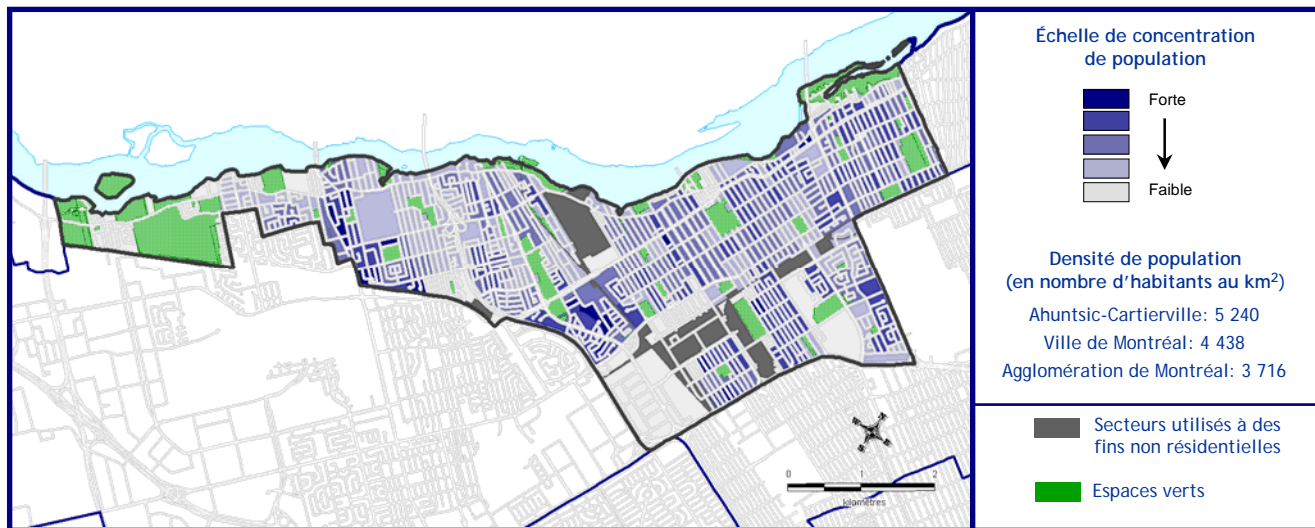 Échelle de concentration
de population
Forte
Faible
Densité de population
(en nombre d'habitants au km²)
Ahuntsic-Cartierville: 5 240
Ville de Montréal: 4 438
Agglomération de Montréal: 3 716
Secteurs utilisés à des
fins non résidentielles
Espaces verts
0 1 2
kilomètres